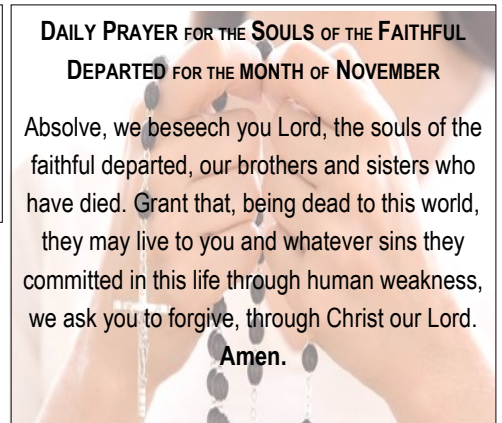 DAILY PRAYER FOR THE SOULS OF THE FAITHFUL
DEPARTED FOR THE MONTH OF NOVEMBER
Absolve, we beseech you Lord, the souls of the
faithful departed, our brothers and sisters who
have died. Grant that, being dead to this world,
they may live to you and whatever sins they
committed in this life through human weakness,
we ask you to forgive, through Christ our Lord.
Amen.